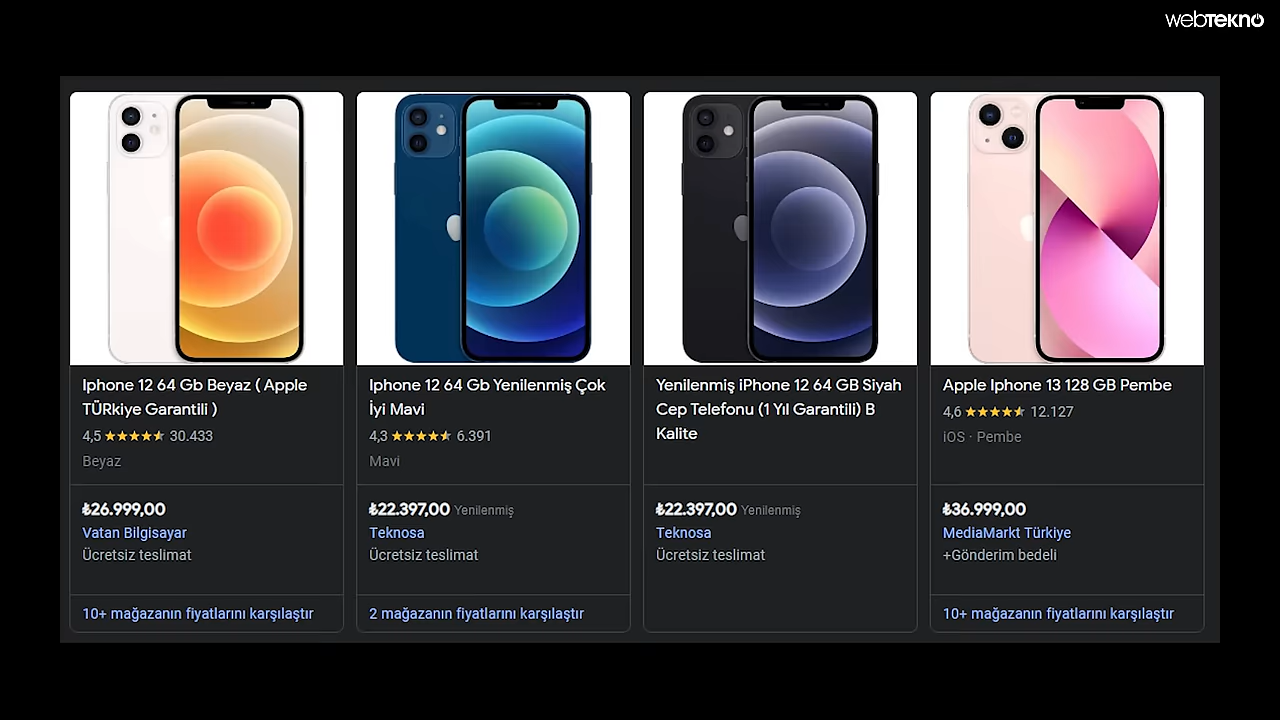 webtekno
Iphone 12 64 Gb Beyaz ( Apple
TÜRkiye Garantili )
4,5 30.433
Beyaz
₺26.999,00
Vatan Bilgisayar
Ücretsiz teslimat
10+ mağazanın fiyatlarını karşılaştır
Iphone 12 64 Gb Yenilenmiş Çok
İyi Mavi
4,3 6.391
Mavi
₺22.397,00 Yenilenmiş
Teknosa
Ücretsiz teslimat
2 mağazanın fiyatlarını karşılaştır
Yenilenmiş iPhone 12 64 GB Siyah
Cep Telefonu (1 Yıl Garantili) B
Kalite
₺22.397,00 Yenilenmiş
Teknosa
Ücretsiz teslimat
Apple Iphone 13 128 GB Pembe
4,6 12.127
iOS · Pembe
₺36.999,00
MediaMarkt Türkiye
+Gönderim bedeli
10+ mağazanın fiyatlarını karşılaştır